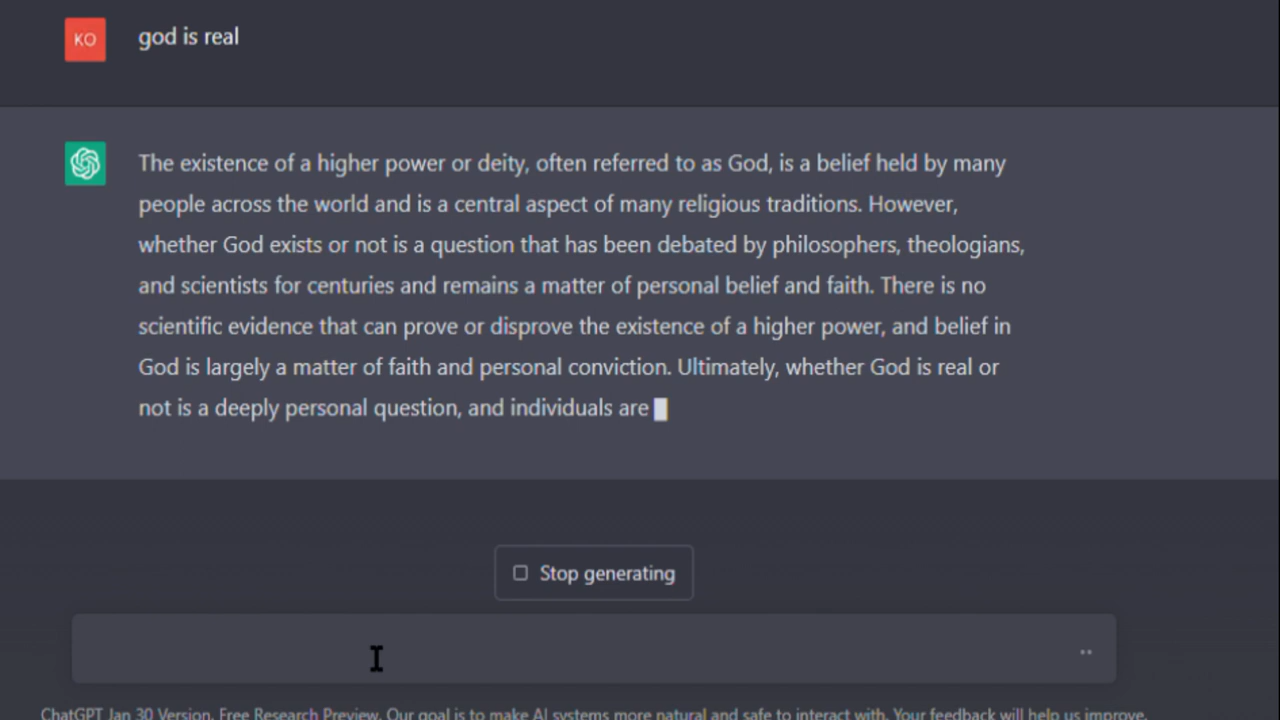 KO
god is real
The existence of a higher power or deity, often referred to as God, is a belief held by many
people across the world and is a central aspect of many religious traditions. However,
whether God exists or not is a question that has been debated by philosophers, theologians,
and scientists for centuries and remains a matter of personal belief and faith. There is no
scientific evidence that can prove or disprove the existence of a higher power, and belief in
God is largely a matter of faith and personal conviction. Ultimately, whether God is real or
not is a deeply personal question, and individuals are
Stop generating
ChatGPT Jan 30 Version. Free Research Preview. Our goal is to make AI systems more natural and safe to interact with. Your feedback will help us improve.